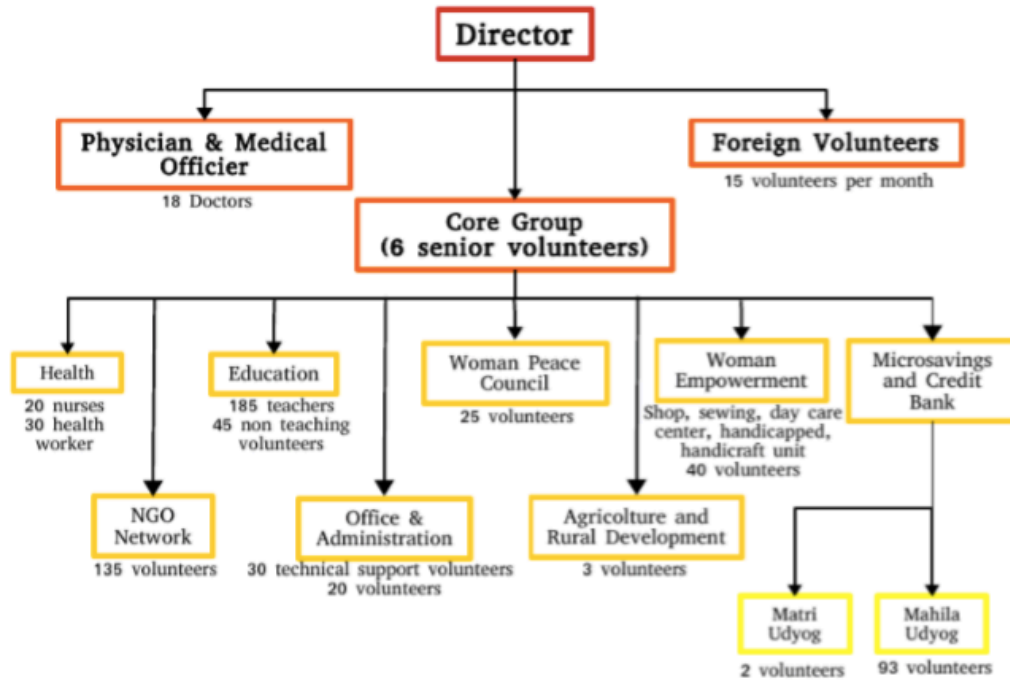 Director
Physician & Medical
Officier
18 Doctors
Foreign Volunteers
15 volunteers per month
Core Group
(6 senior volunteers)
Health
20 nurses
30 health
worker
Education
185 teachers
45 non teaching
volunteers
Woman Peace
Council
25 volunteers
Woman
Empowerment
Shop, sewing, day care
center, handicapped,
handicraft unit
40 volunteers
Microsavings
and Credit
Bank
NGO
Network
135 volunteers
Office &
Administration
30 technical support volunteers
20 volunteers
Agricolture and
Rural Development
3 volunteers
Matri
Udyog
2 volunteers
Mahila
Udyog
93 volunteers